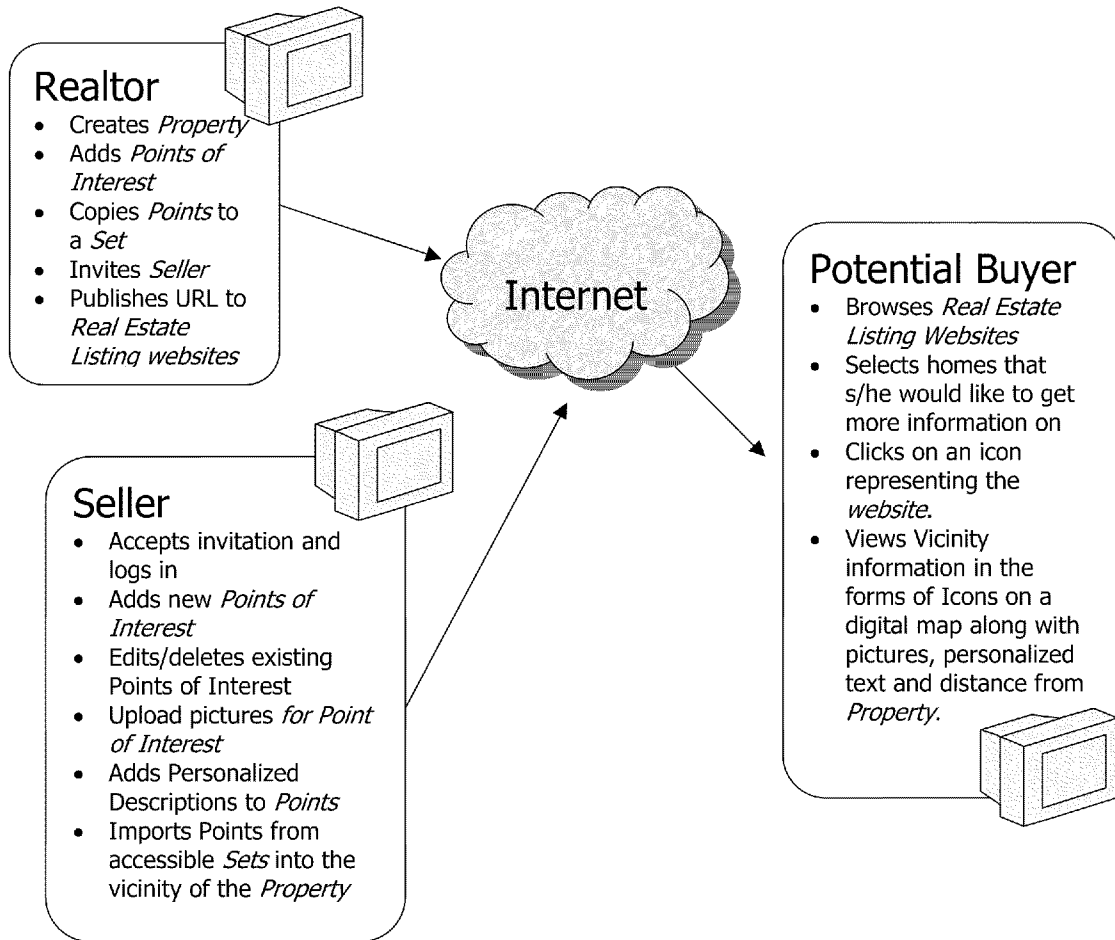 Realtor
• Creates Property
• Adds Points of
Interest
• Copies Points to
a Set
• Invites Seller
• Publishes URL to
Real Estate
Listing websites
Internet
Potential Buyer
• Browses Real Estate
Listing Websites
• Selects homes that
s/he would like to get
more information on
• Clicks on an icon
representing the
website.
• Views Vicinity
information in the
forms of Icons on a
digital map along with
pictures, personalized
text and distance from
Property.
Seller
• Accepts invitation and
logs in
• Adds new Points of
Interest
• Edits/deletes existing
Points of Interest
• Upload pictures for Point
of Interest
• Adds Personalized
Descriptions to Points
• Imports Points from
accessible Sets into the
vicinity of the Property